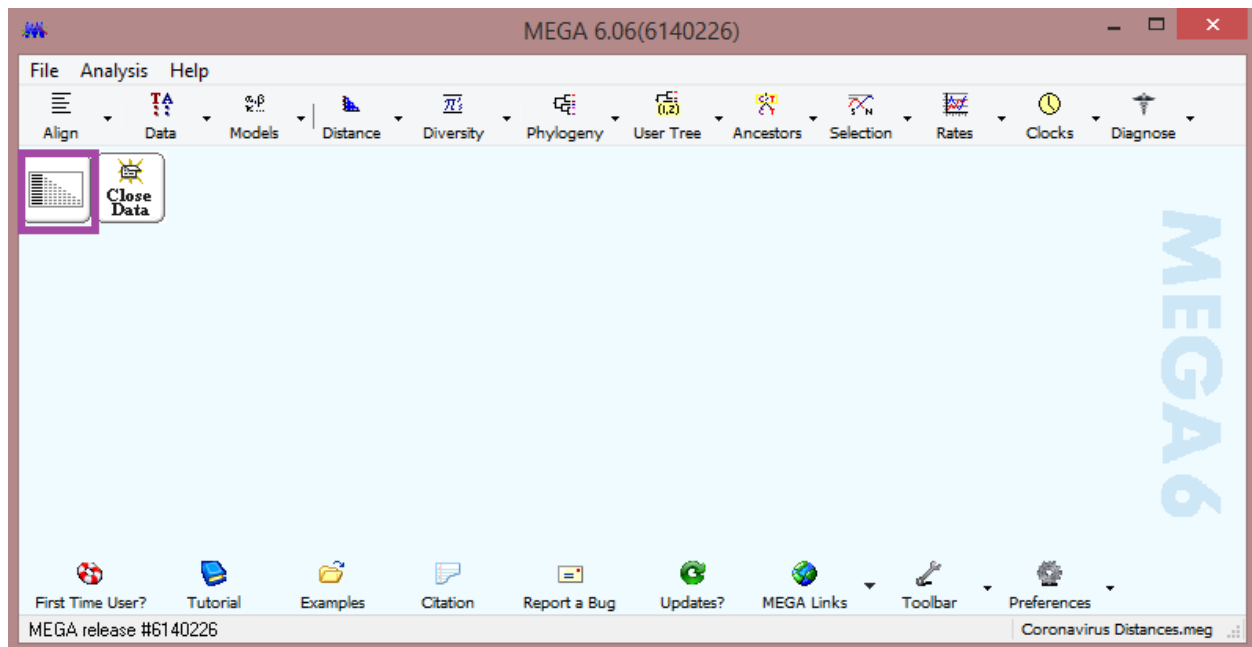 MEGA 6.06(6140226)
File Analysis Help
Align Data Models Distance Diversity Phylogeny User Tree Ancestors Selection Rates Clocks Diagnose
Close
Data
MEGA 6
First Time User? Tutorial Examples Citation Report a Bug Updates? MEGA Links Toolbar Preferences
MEGA release #6140226 Coronavirus Distances.meg